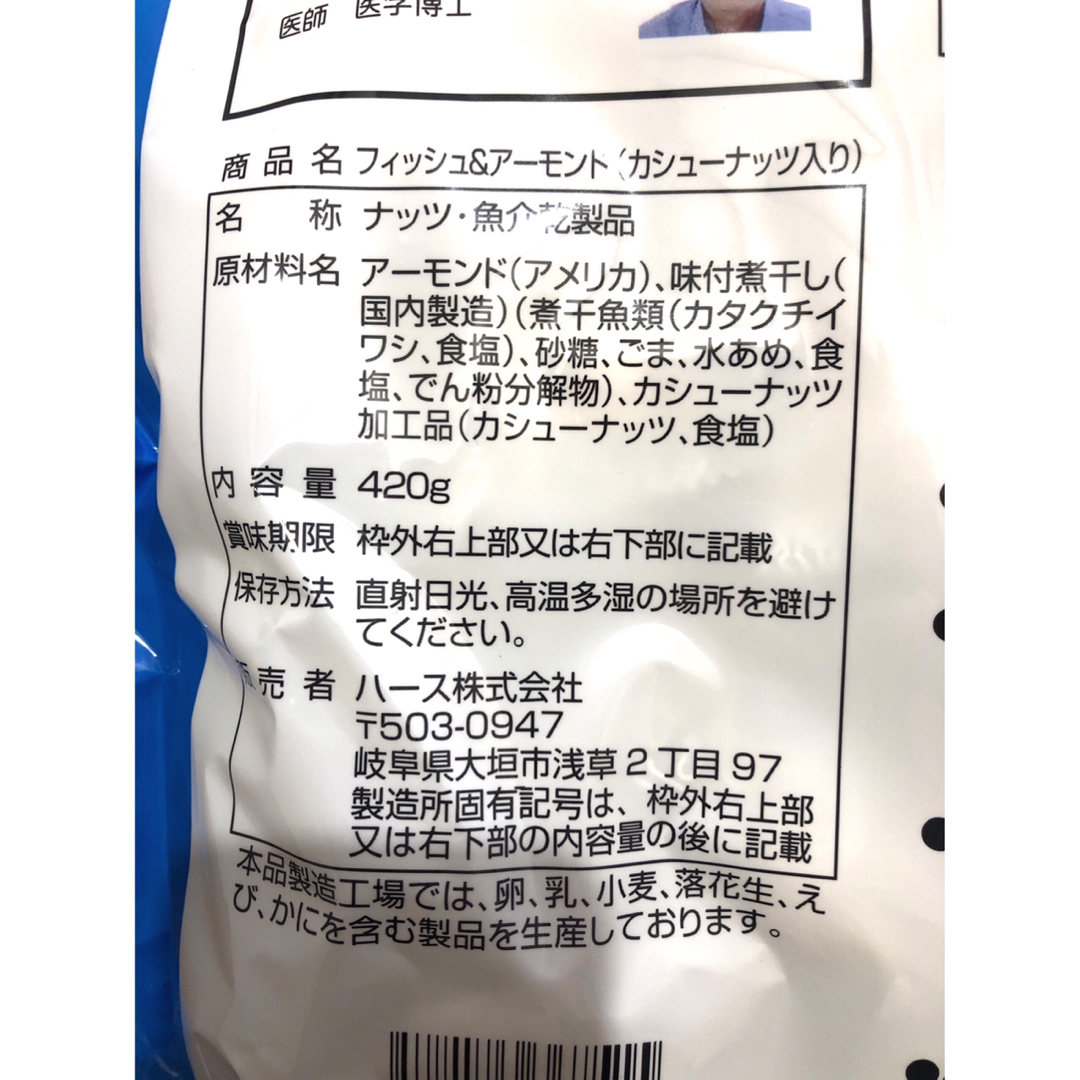 医師 医学博士
商品名 フィッシュ&アーモンド(カシューナッツ入り)
名称 ナッツ・魚介乾製品
原材料名 アーモンド(アメリカ)、味付煮干し(
国内製造)(煮干魚類(カタクチイ
ワシ、食塩)、砂糖、ごま、水あめ、食
塩、でん粉分解物)、カシューナッツ
加工品(カシューナッツ、食塩)
内容量 420g
賞味期限 枠外右上部又は右下部に記載
保存方法 直射日光、高温多湿の場所を避け
てください。
販売者 ハース株式会社
〒503-0947
岐阜県大垣市浅草2丁目97
製造所固有記号は、枠外右上部
又は右下部の内容量の後に記載
本品製造工場では、卵、乳、小麦、落花生、え
び、かにを含む製品を生産しております。